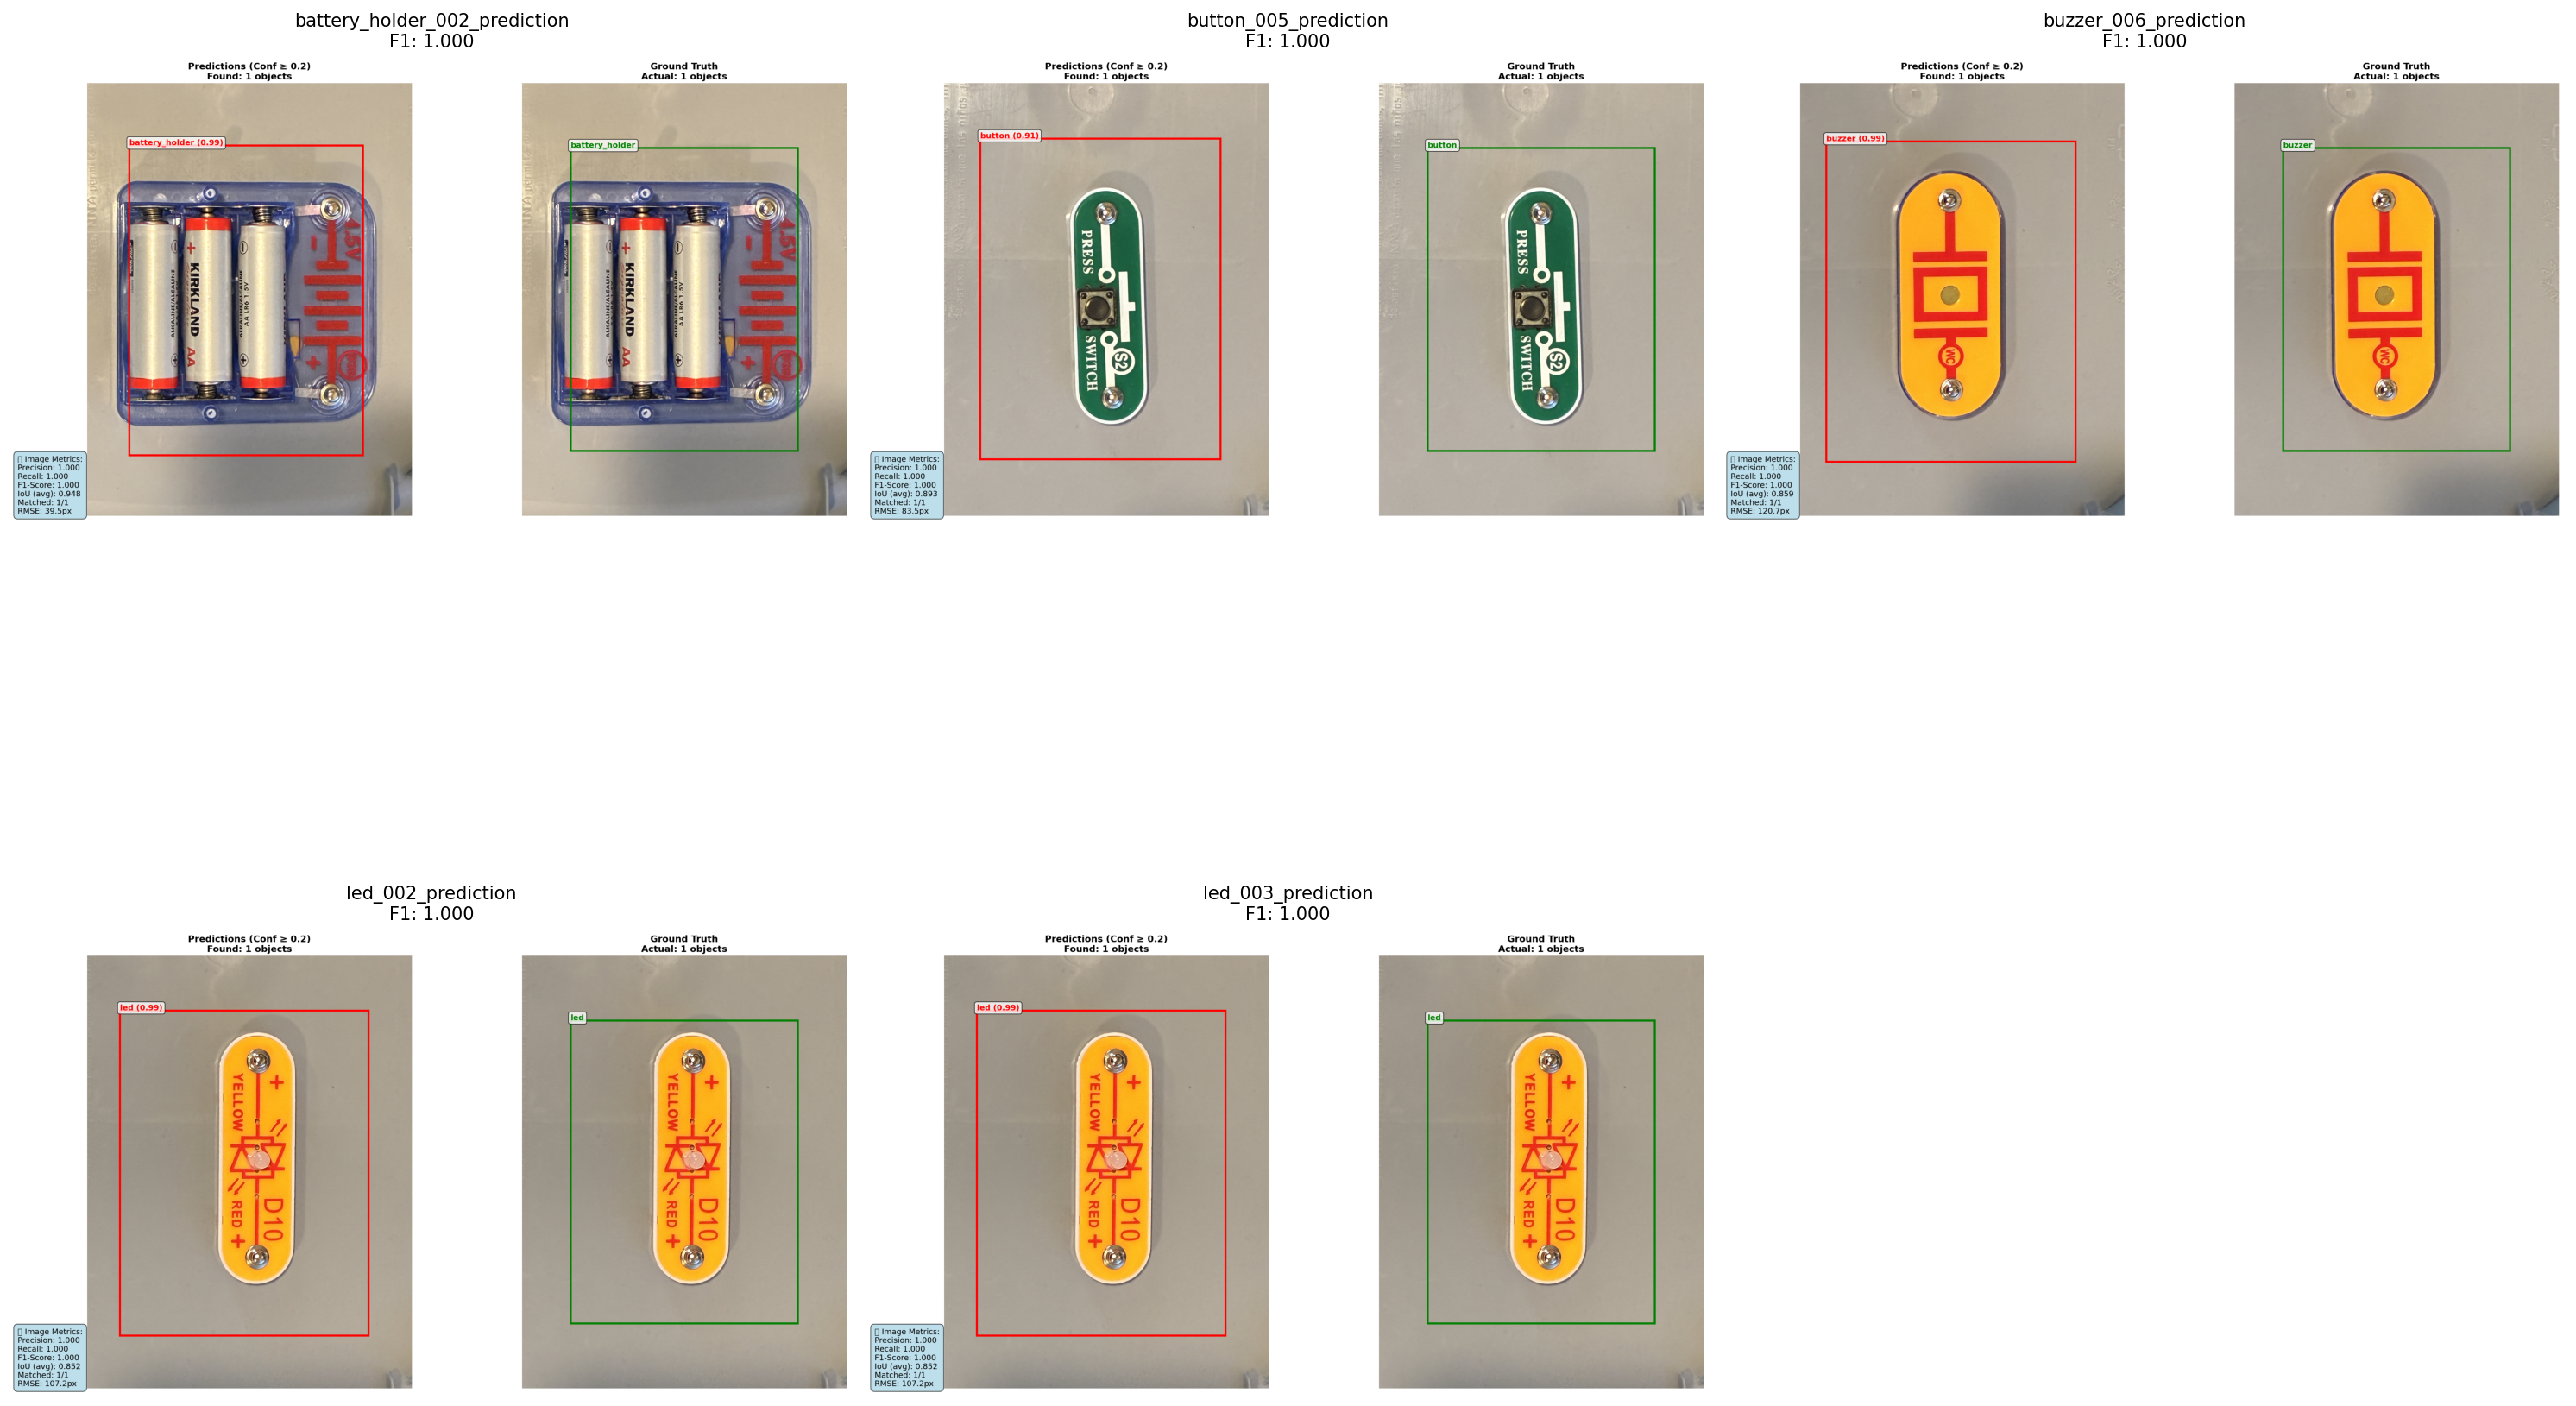 battery_holder_002_prediction
F1: 1.000
Predictions (Conf ≥ 0.2)
Found: 1 objects
Ground Truth
Actual: 1 objects
battery_holder (0.99)
4.5V
KIRKLAND
AA
ALKALINE/ALCALINE
AA LR6 1.5V
battery_holder
4.5V
KIRKLAND
AA
ALKALINE/ALCALINE
AA LR6 1.5V
Image Metrics:
Precision: 1.000
Recall: 1.000
F1-Score: 1.000
IoU (avg): 0.948
Matched: 1/1
RMSE: 39.5px
button_005_prediction
F1: 1.000
Predictions (Conf ≥ 0.2)
Found: 1 objects
Ground Truth
Actual: 1 objects
button (0.91)
PRESS
SWITCH
S2
button
PRESS
SWITCH
S2
Image Metrics:
Precision: 1.000
Recall: 1.000
F1-Score: 1.000
IoU (avg): 0.893
Matched: 1/1
RMSE: 83.5px
buzzer_006_prediction
F1: 1.000
Predictions (Conf ≥ 0.2)
Found: 1 objects
Ground Truth
Actual: 1 objects
buzzer (0.99)
WC
buzzer
WC
Image Metrics:
Precision: 1.000
Recall: 1.000
F1-Score: 1.000
IoU (avg): 0.859
Matched: 1/1
RMSE: 120.7px
led_002_prediction
F1: 1.000
Predictions (Conf ≥ 0.2)
Found: 1 objects
Ground Truth
Actual: 1 objects
led (0.99)
YELLOW +
RED +
D10
led
YELLOW +
RED +
D10
Image Metrics:
Precision: 1.000
Recall: 1.000
F1-Score: 1.000
IoU (avg): 0.852
Matched: 1/1
RMSE: 107.2px
led_003_prediction
F1: 1.000
Predictions (Conf ≥ 0.2)
Found: 1 objects
Ground Truth
Actual: 1 objects
led (0.99)
YELLOW +
RED +
D10
led
YELLOW +
RED +
D10
Image Metrics:
Precision: 1.000
Recall: 1.000
F1-Score: 1.000
IoU (avg): 0.852
Matched: 1/1
RMSE: 107.2px